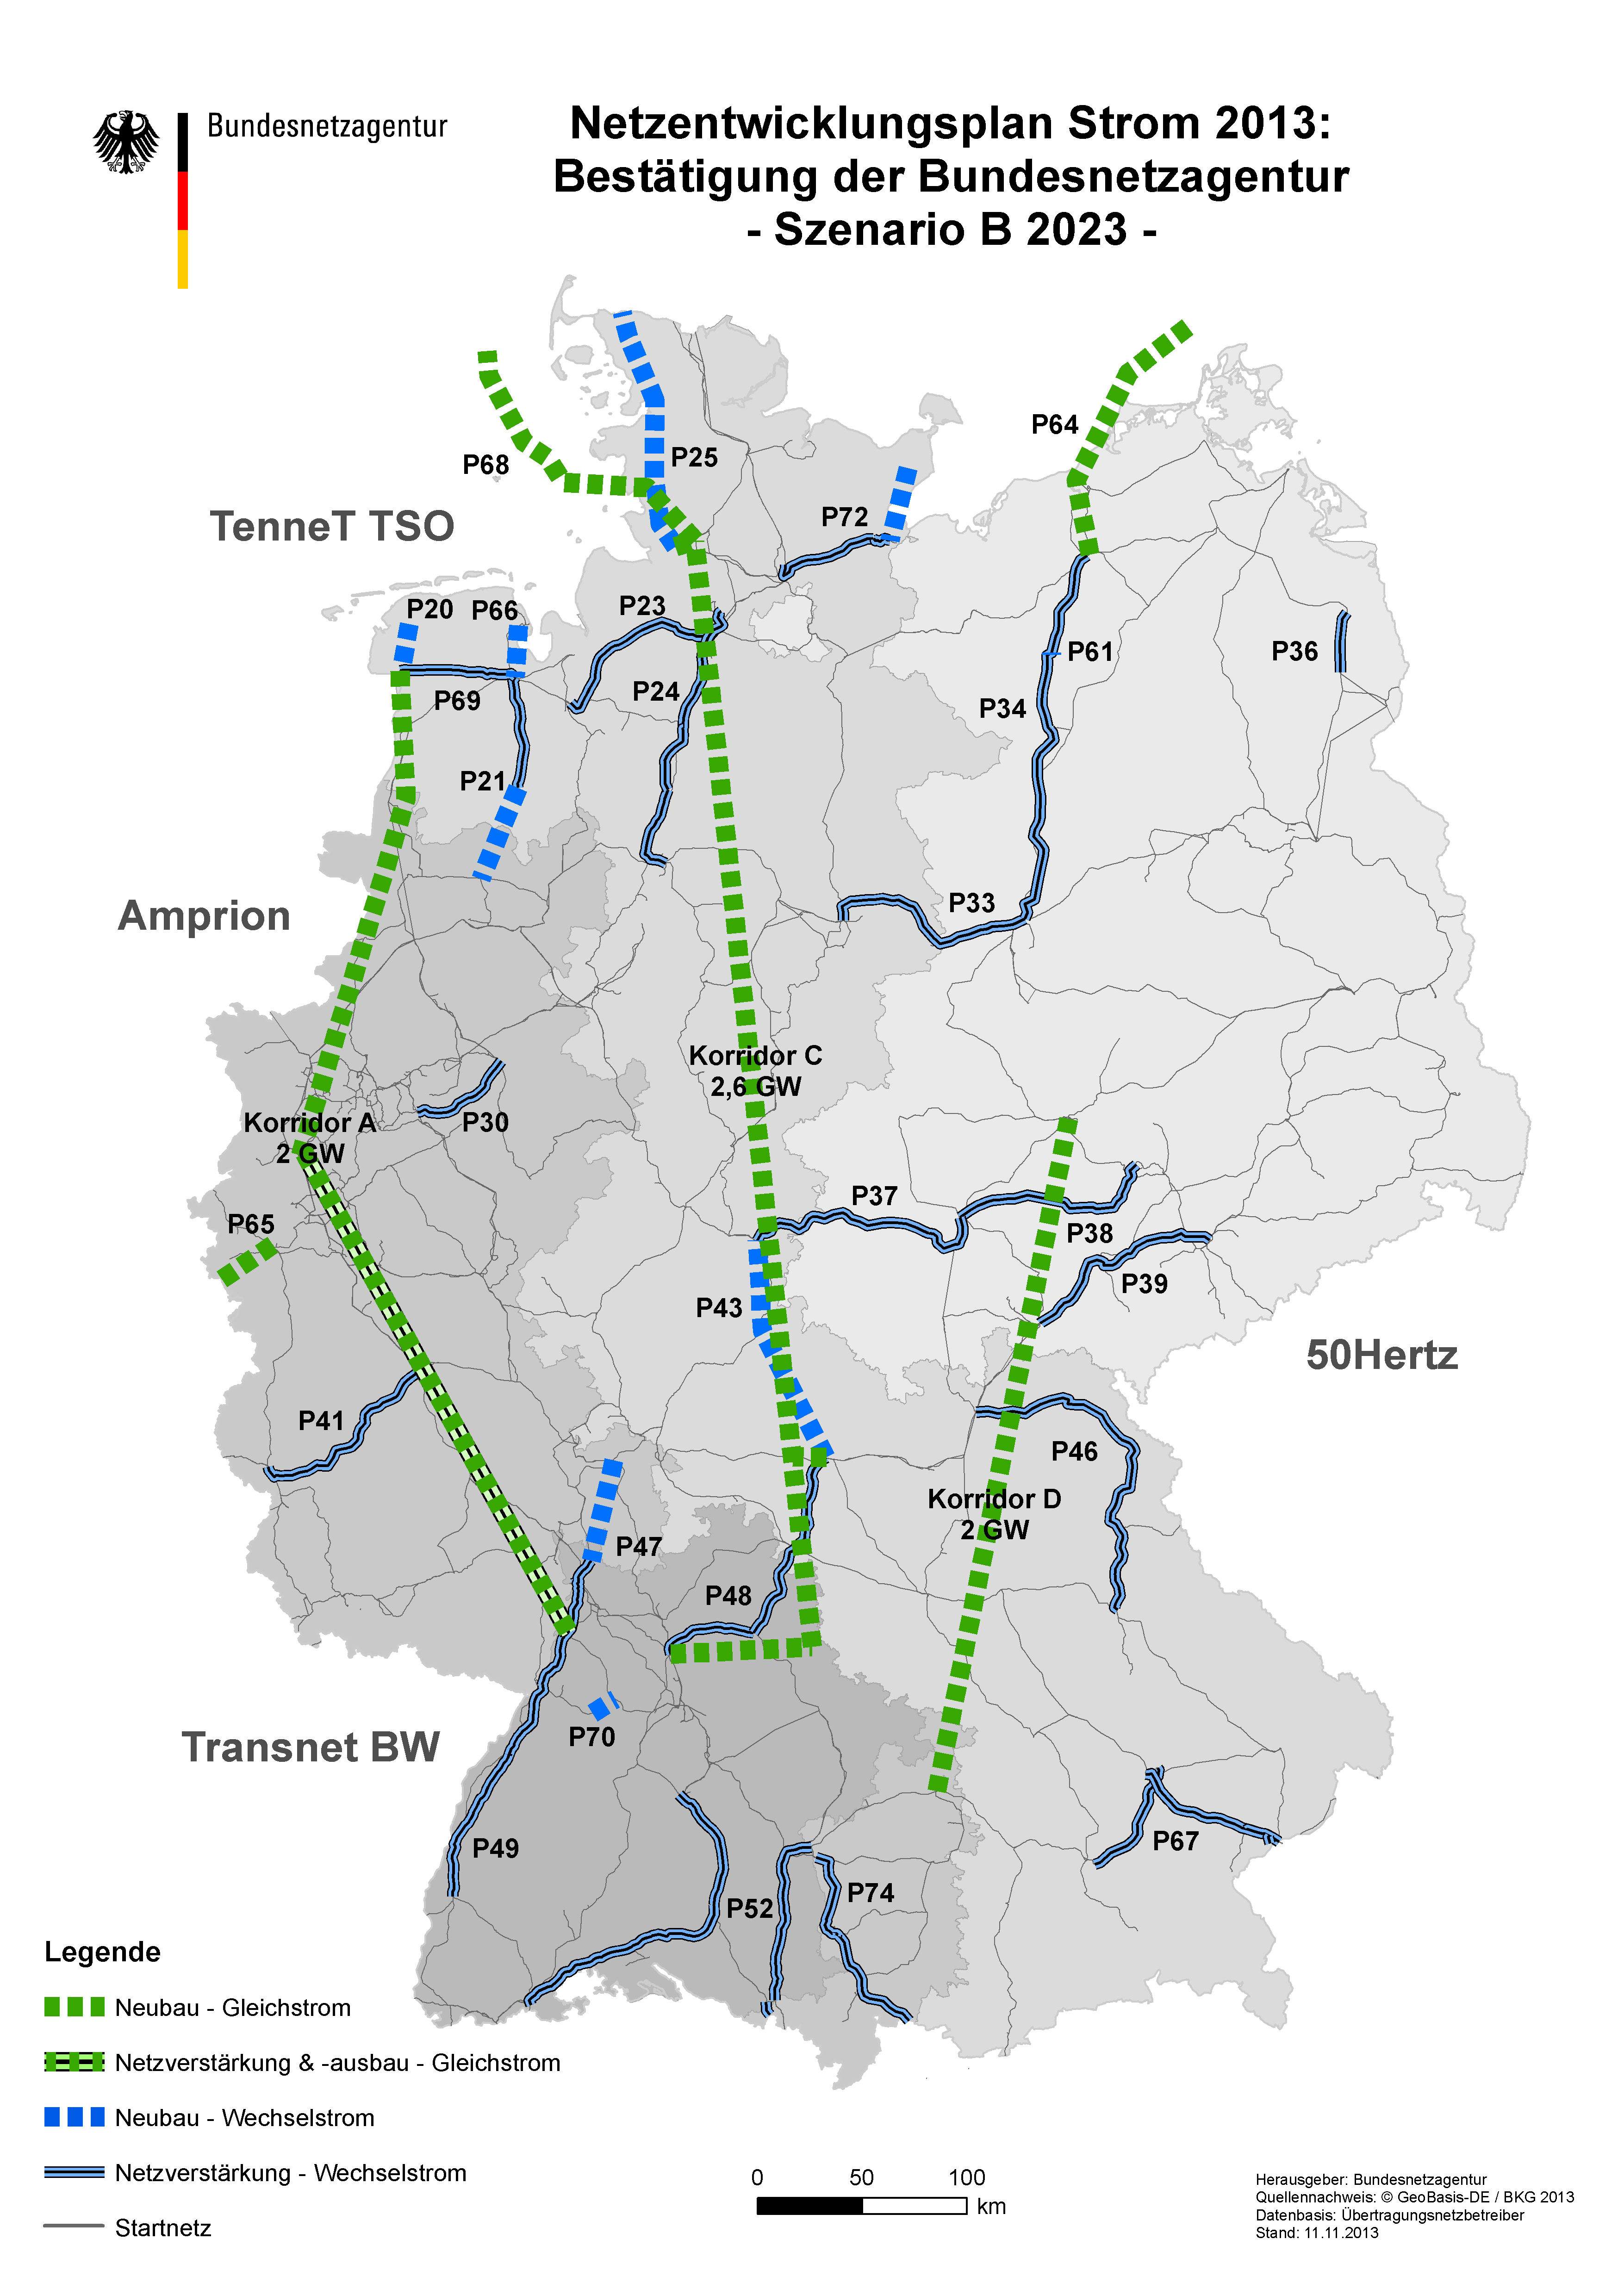 Bundesnetzagentur
Netzentwicklungsplan Strom 2013:
Bestätigung der Bundesnetzagentur
- Szenario B 2023 -
P64
P25
P68
P72
TenneT TSO
P20
P66
P23
P61
P36
P24
P69
P34
P21
P33
Amprion
Korridor C
2,6 GW
Korridor A
2 GW
P30
P37
P65
P38
P39
P43
50Hertz
P41
P46
Korridor D
2 GW
P47
P48
P70
Transnet BW
P49
P67
P74
P52
Legende
Neubau - Gleichstrom
Netzverstärkung & -ausbau - Gleichstrom
Neubau - Wechselstrom
Netzverstärkung - Wechselstrom
Startnetz
0 50 100
km
Herausgeber: Bundesnetzagentur
Quellennachweis: © GeoBasis-DE / BKG 2013
Datenbasis: Übertragungsnetzbetreiber
Stand: 11.11.2013